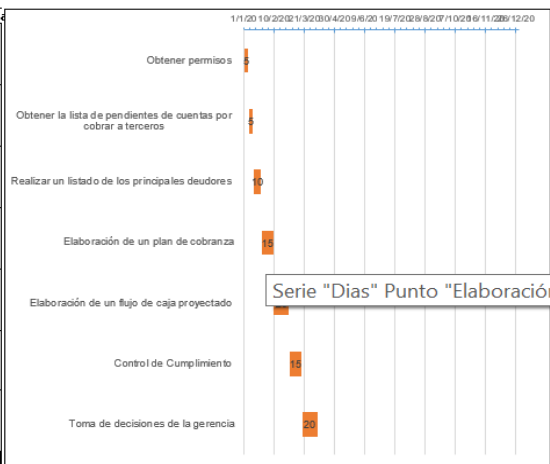 1/1/20 10/2/20 21/3/20 30/4/20 9/6/20 19/7/20 28/8/20 7/10/20 16/11/20 26/12/20
Obtener permisos
5
Obtener la lista de pendientes de cuentas por
cobrar a terceros
5
Realizar un listado de los principales deudores
10
Elaboración de un plan de cobranza
15
Serie "Dias" Punto "Elaboración
Elaboración de un flujo de caja proyectado
Control de Cumplimiento
15
Toma de decisiones de la gerencia
20